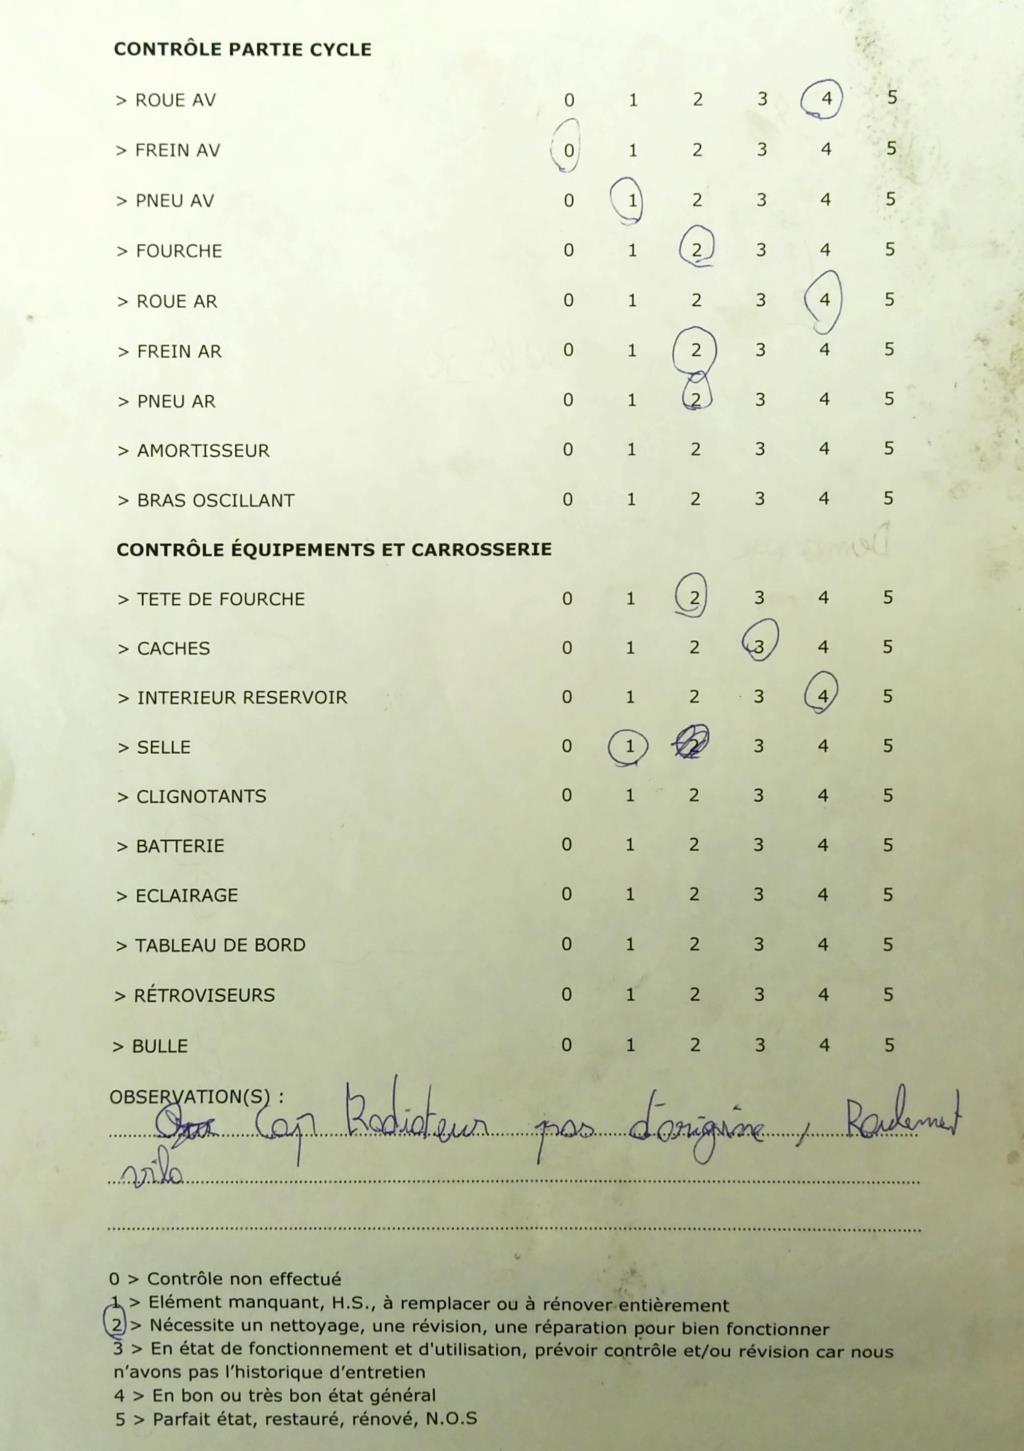 CONTRÔLE PARTIE CYCLE
> ROUE AV 0 1 2 3 4 5
> FREIN AV 0 1 2 3 4 5
> PNEU AV 0 1 2 3 4 5
> FOURCHE 0 1 2 3 4 5
> ROUE AR 0 1 2 3 4 5
> FREIN AR 0 1 2 3 4 5
> PNEU AR 0 1 2 3 4 5
> AMORTISSEUR 0 1 2 3 4 5
> BRAS OSCILLANT 0 1 2 3 4 5
CONTRÔLE ÉQUIPEMENTS ET CARROSSERIE
> TETE DE FOURCHE 0 1 2 3 4 5
> CACHES 0 1 2 3 4 5
> INTERIEUR RESERVOIR 0 1 2 3 4 5
> SELLE 0 1 2 3 4 5
> CLIGNOTANTS 0 1 2 3 4 5
> BATTERIE 0 1 2 3 4 5
> ECLAIRAGE 0 1 2 3 4 5
> TABLEAU DE BORD 0 1 2 3 4 5
> RÉTROVISEURS 0 1 2 3 4 5
> BULLE 0 1 2 3 4 5
OBSERVATION(S) :
Cap Radiateur pas d'origine, Roulement
vilo
0 > Contrôle non effectué
1 > Elément manquant, H.S., à remplacer ou à rénover entièrement
2 > Nécessite un nettoyage, une révision, une réparation pour bien fonctionner
3 > En état de fonctionnement et d'utilisation, prévoir contrôle et/ou révision car nous
n'avons pas l'historique d'entretien
4 > En bon ou très bon état général
5 > Parfait état, restauré, rénové, N.O.S